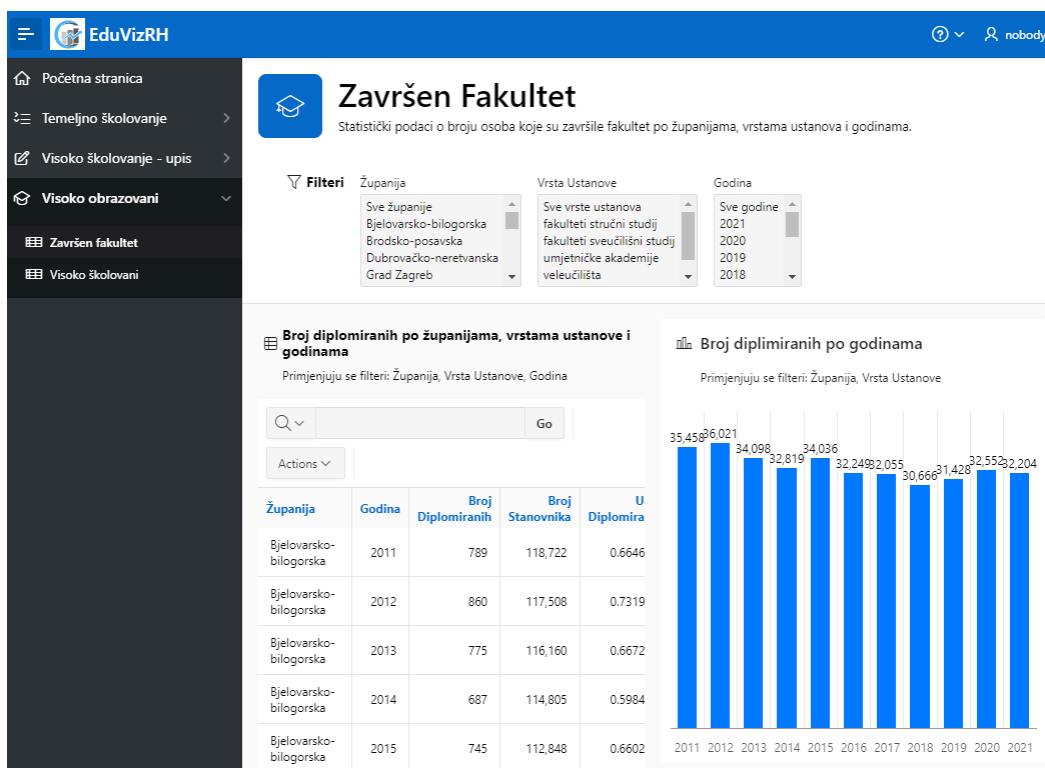 EduVizRH
nobody
Početna stranica
Temeljno školovanje
Visoko školovanje - upis
Visoko obrazovani
Završen fakultet
Visoko školovani
Završen Fakultet
Statistički podaci o broju osoba koje su završile fakultet po županijama, vrstama ustanova i godinama.
Filteri
Županija
Sve županije
Bjelovarsko-bilogorska
Brodsko-posavska
Dubrovačko-neretvanska
Grad Zagreb
Vrsta Ustanove
Sve vrste ustanova
fakulteti stručni studij
fakulteti sveučilišni studij
umjetničke akademije
veleučilišta
Godina
Sve godine
2021
2020
2019
2018
Broj diplomiranih po županijama, vrstama ustanove i
godinama
Primjenjuju se filteri: Županija, Vrsta Ustanove, Godina
Go
Actions
Županija Godina Broj Diplomiranih Broj Stanovnika U Diplomira
Bjelovarsko-bilogorska 2011 789 118,722 0.6646
Bjelovarsko-bilogorska 2012 860 117,508 0.7319
Bjelovarsko-bilogorska 2013 775 116,160 0.6672
Bjelovarsko-bilogorska 2014 687 114,805 0.5984
Bjelovarsko-bilogorska 2015 745 112,848 0.6602
Broj diplimiranih po godinama
Primjenjuju se filteri: Županija, Vrsta Ustanove
35,458 36,021 34,098 32,819 34,036 32,249 32,055 30,666 31,428 32,552 32,204
2011 2012 2013 2014 2015 2016 2017 2018 2019 2020 2021